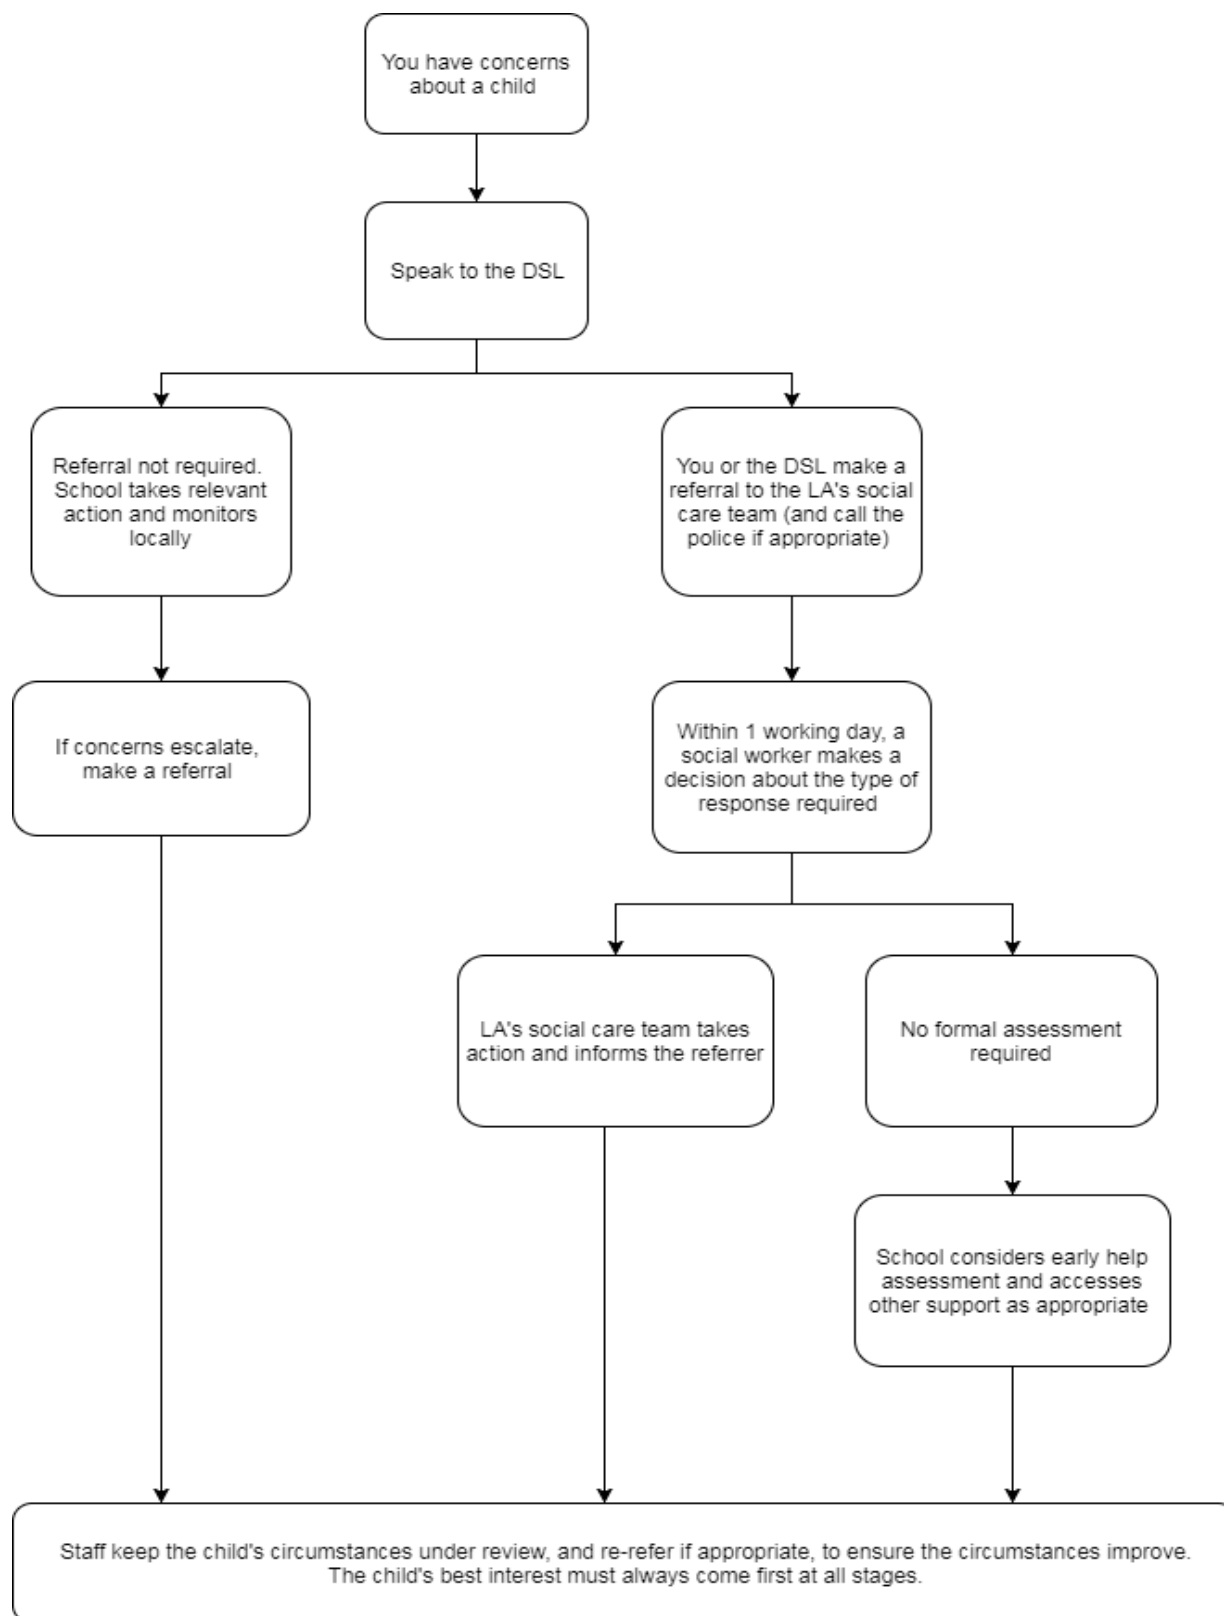 You have concerns
about a child
Speak to the DSL
Referral not required.
School takes relevant
action and monitors
locally
You or the DSL make a
referral to the LA's social
care team (and call the
police if appropriate)
If concerns escalate,
make a referral
Within 1 working day, a
social worker makes a
decision about the type of
response required
LA's social care team takes
action and informs the referrer
No formal assessment
required
School considers early help
assessment and accesses
other support as appropriate
Staff keep the child's circumstances under review, and re-refer if appropriate, to ensure the circumstances improve.
The child's best interest must always come first at all stages.